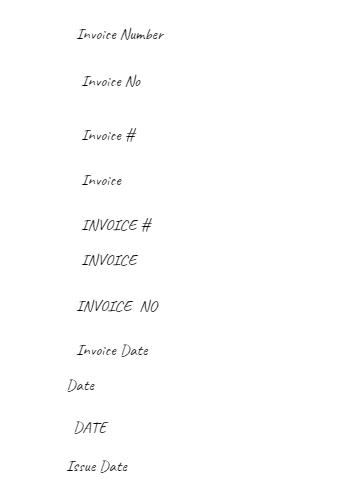 Invoice Number
Invoice No
Invoice #
Invoice
INVOICE #
INVOICE
INVOICE NO
Invoice Date
Date
DATE
Issue Date